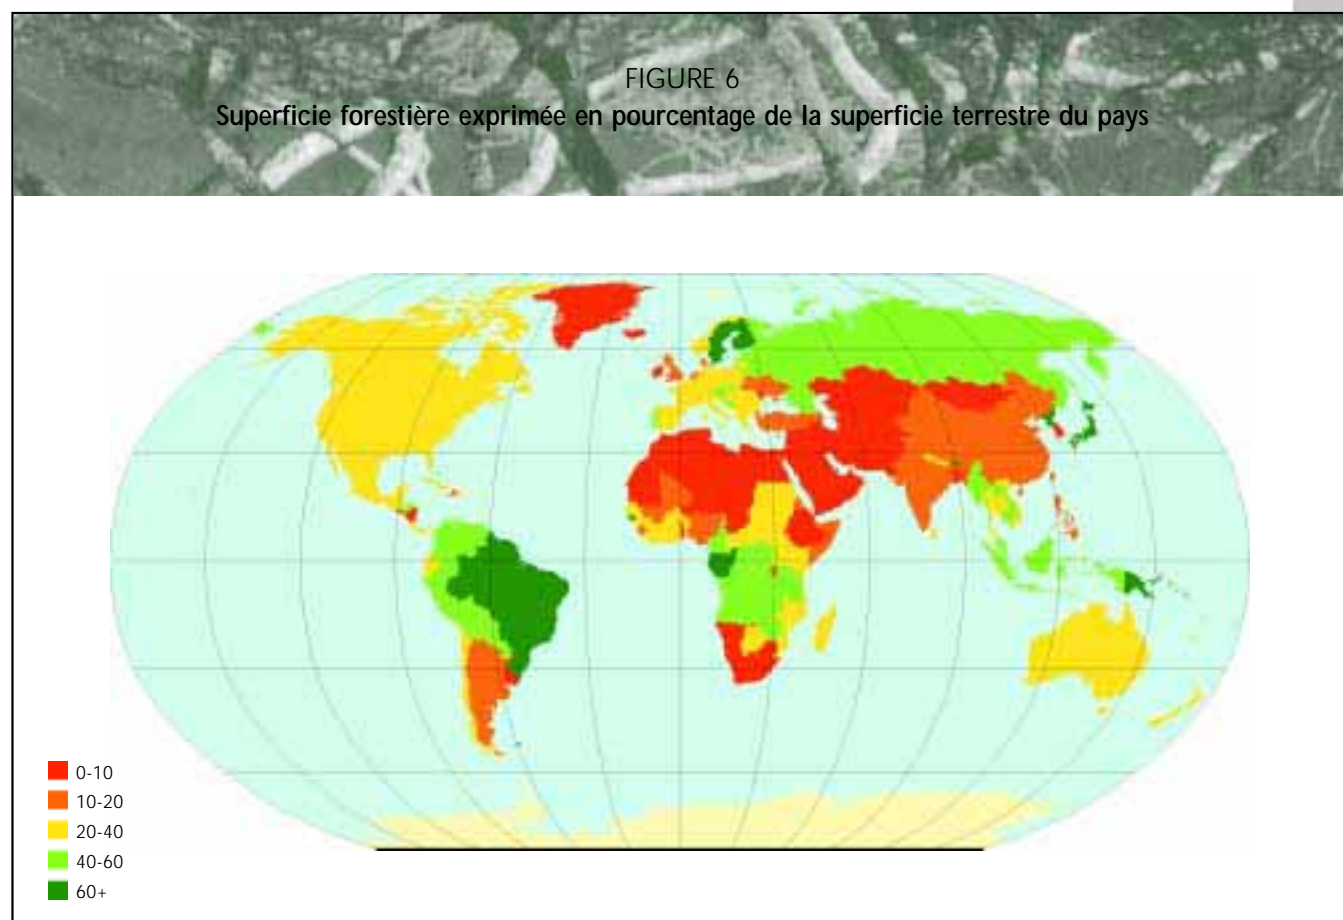 FIGURE 6
Superficie forestière exprimée en pourcentage de la superficie terrestre du pays
0-10
10-20
20-40
40-60
60+